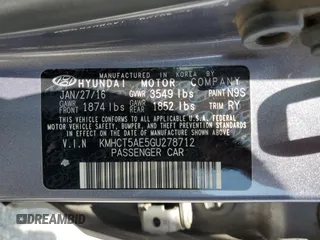 MANUFACTURED IN KOREA BY
HYUNDAI MOTOR COMPANY
JAN/27/16 GVWR 3549 lbs PAINT N9S
GAWR FRONT 1874 lbs GAWR REAR 1852 lbs TRIM RY
THIS VEHICLE CONFORMS TO ALL APPLICABLE U.S.A. FEDERAL
MOTOR VEHICLE SAFETY, BUMPER, AND THEFT PREVENTION
STANDARDS IN EFFECT ON THE DATE OF MANUFACTURE SHOWN ABOVE.
V.I.N KMHCT5AE5GU278712
PASSENGER CAR
DREAMBID